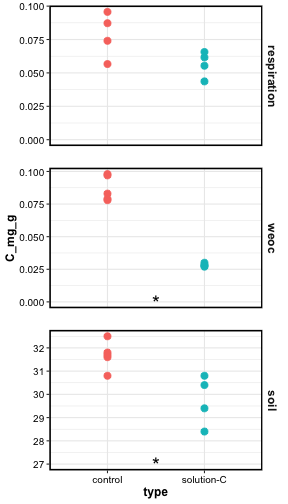 0.100
0.075
0.050
0.025
0.000
respiration
0.100
0.075
0.050
0.025
0.000
*
weoc
C_mg_g
32
31
30
29
28
27
*
soil
control
solution-C
type